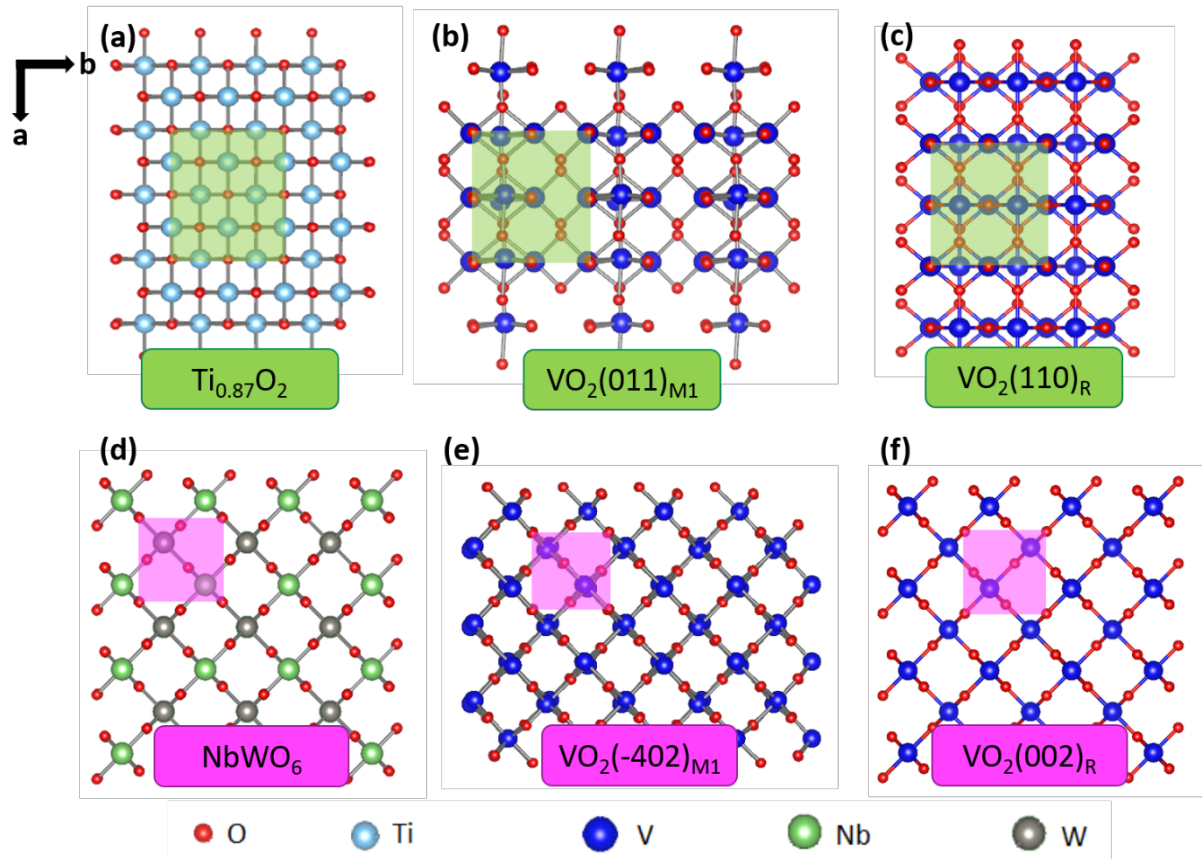 (a)
(b)
(c)
b
a
Ti0.87O2
VO2(011)M1
VO2(110)R
(d)
(e)
(f)
NbWO6
VO2(-402)M1
VO2(002)R
O Ti V Nb W